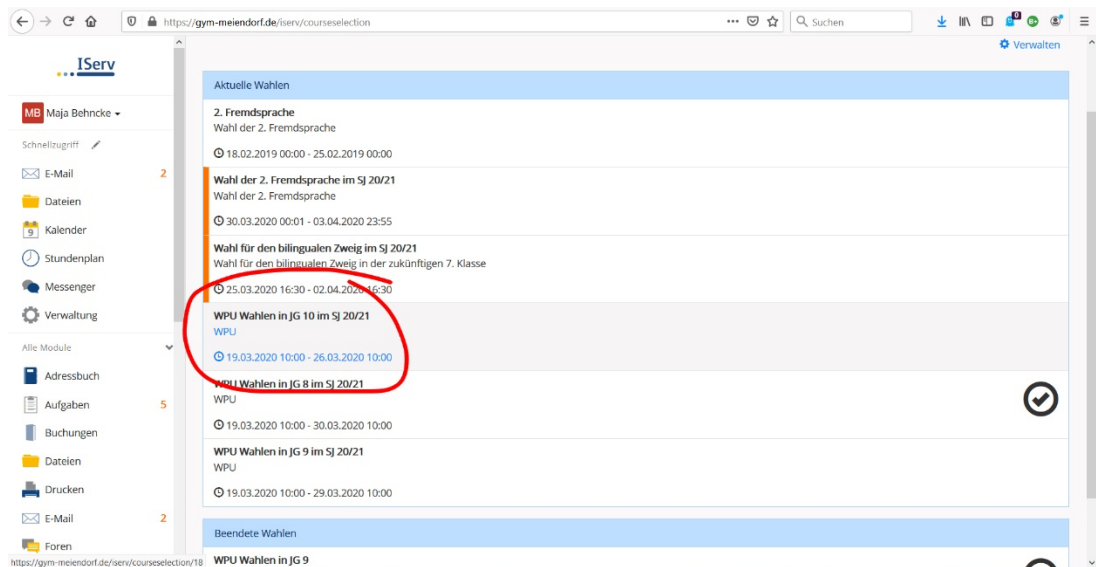 https://gym-meiendorf.de/iserv/courseselection
Suchen
0
IServ
MB Maja Behncke
Schnellzugriff
E-Mail 2
Dateien
9 Kalender
Stundenplan
Messenger
Verwaltung
Alle Module
Adressbuch
Aufgaben 5
Buchungen
Dateien
Drucken
E-Mail 2
Foren
https://gym-meiendorf.de/iserv/courseselection/18
Verwalten
Aktuelle Wahlen
2. Fremdsprache
Wahl der 2. Fremdsprache
18.02.2019 00:00 - 25.02.2019 00:00
Wahl der 2. Fremdsprache im SJ 20/21
Wahl der 2. Fremdsprache
30.03.2020 00:01 - 03.04.2020 23:55
Wahl für den bilingualen Zweig im SJ 20/21
Wahl für den bilingualen Zweig in der zukünftigen 7. Klasse
25.03.2020 16:30 - 02.04.2020 16:30
WPU Wahlen in JG 10 im SJ 20/21
WPU
19.03.2020 10:00 - 26.03.2020 10:00
WPU Wahlen in JG 8 im SJ 20/21
WPU
19.03.2020 10:00 - 30.03.2020 10:00
WPU Wahlen in JG 9 im SJ 20/21
WPU
19.03.2020 10:00 - 29.03.2020 10:00
Beendete Wahlen
WPU Wahlen in JG 9